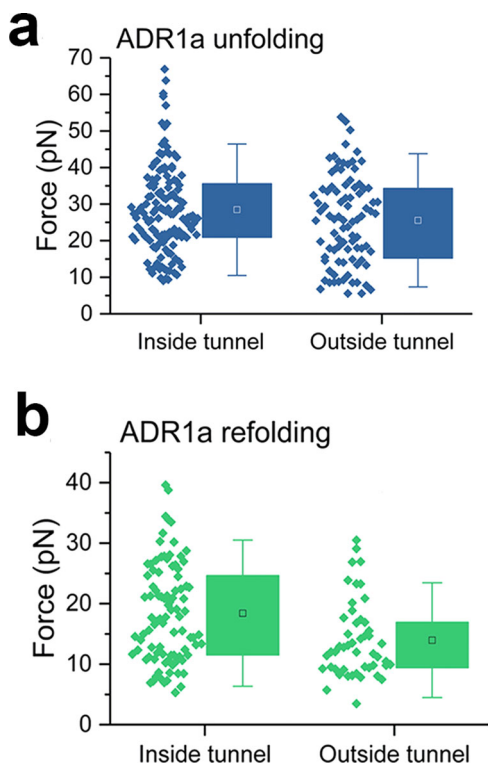 a
ADR1a unfolding
70
60
50
40
30
20
10
0
Force (pN)
Inside tunnel Outside tunnel
b
ADR1a refolding
40
30
20
10
0
Force (pN)
Inside tunnel Outside tunnel